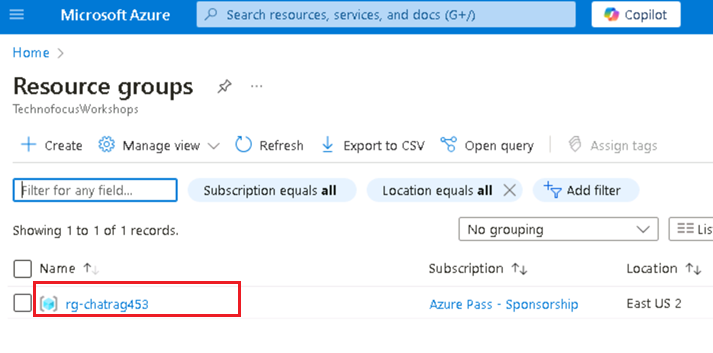 Microsoft Azure Search resources, services, and docs (G+/) Copilot
Home >
Resource groups ...
TechnofocusWorkshops
+ Create Manage view Refresh Export to CSV Open query Assign tags
Filter for any field... Subscription equals all Location equals all Add filter
Showing 1 to 1 of 1 records. No grouping Lis
Name ↑↓ Subscription ↑↓ Location ↑↓
rg-chatrag453 Azure Pass - Sponsorship East US 2